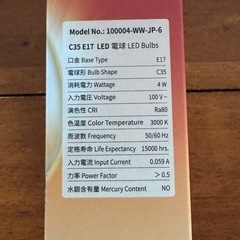 Model No.: 100004-WW-JP-6
C35 E17 LED 電球 LED Bulbs
口金 Base Type E17
電球形 Bulb Shape C35
消費電力 Wattage 4 W
入力電圧 Voltage 100 V~
演色性 CRI Ra80
色温度 Color Temperature 3000 K
周波数 Frequency 50/60 Hz
定格寿命 Life Expectancy 15000 hrs.
入力電流 Input Current 0,059 A
力率 Power Factor > 0.5
水銀含有量 Mercury Content NO